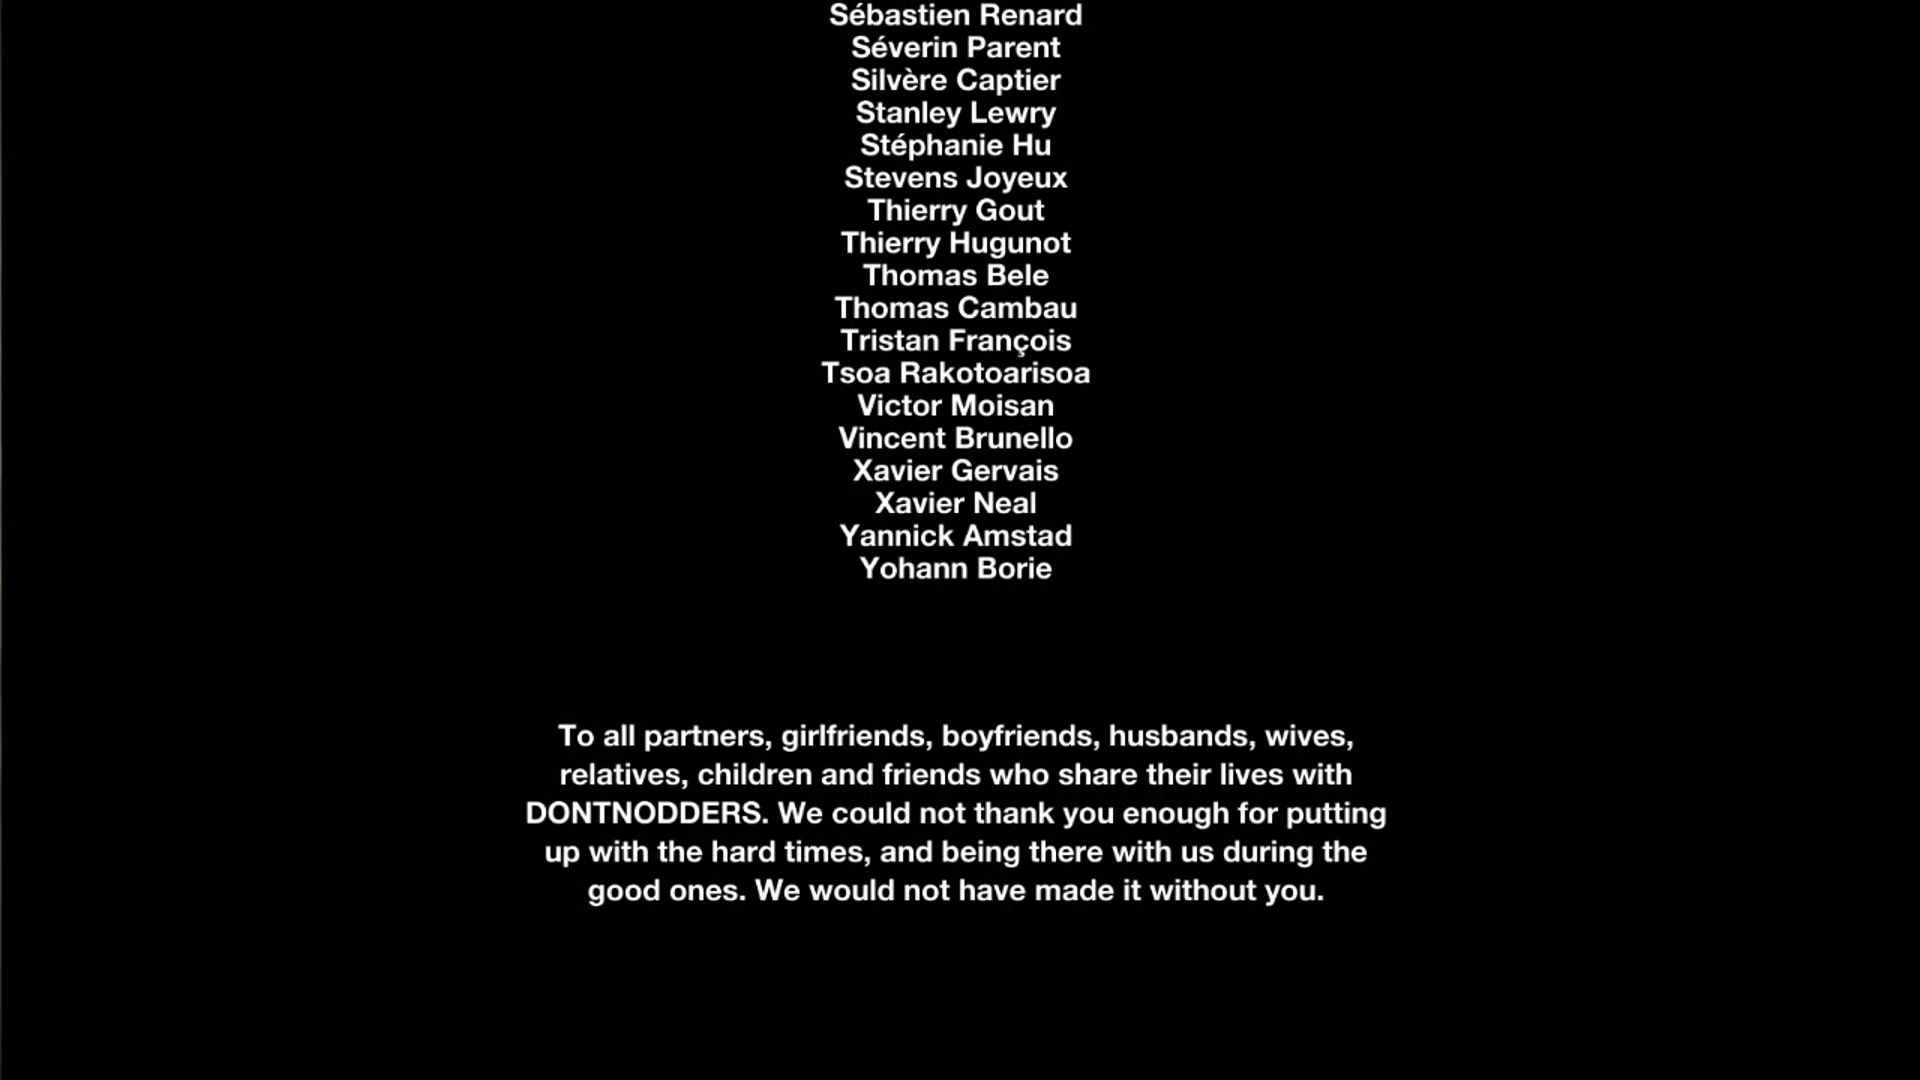 Sébastien Renard
Séverin Parent
Silvère Captier
Stanley Lewry
Stéphanie Hu
Stevens Joyeux
Thierry Gout
Thierry Hugunot
Thomas Bele
Thomas Cambau
Tristan François
Tsoa Rakotoarisoa
Victor Moisan
Vincent Brunello
Xavier Gervais
Xavier Neal
Yannick Amstad
Yohann Borie
To all partners, girlfriends, boyfriends, husbands, wives,
relatives, children and friends who share their lives with
DONTNODDERS. We could not thank you enough for putting
up with the hard times, and being there with us during the
good ones. We would not have made it without you.